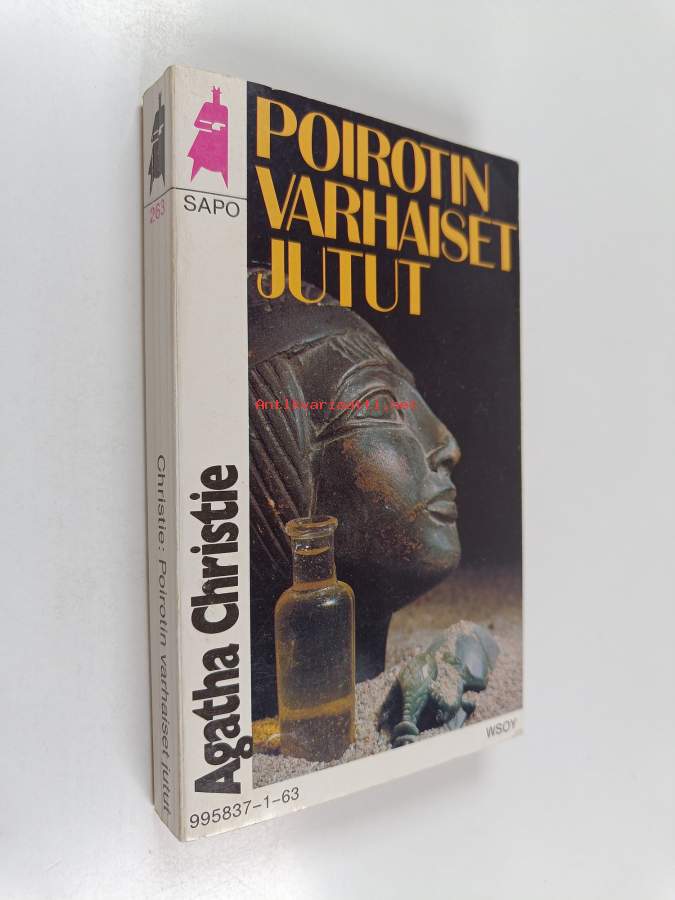 263
Christie: Poirotin varhaiset jutut
SAPO
Agatha Christie
995837-1-63
POIROTIN
VARHAISET
JUTUT
Antikvariaatti.net
WSOY